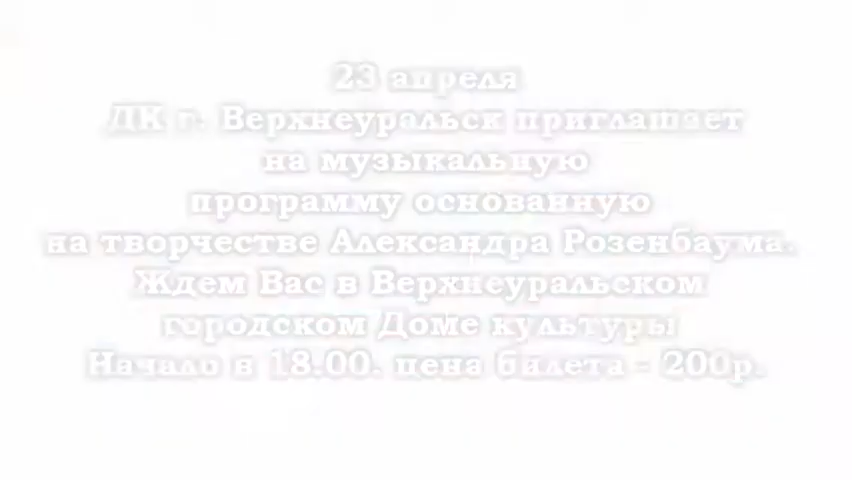 23 апреля
ДК г. Верхнеуральск приглашает
на музыкальную
программу основанную
на творчестве Александра Розенбаума.
Ждем Вас в Верхнеуральском
городском Доме культуры
Начало в 18.00. цена билета - 200р.